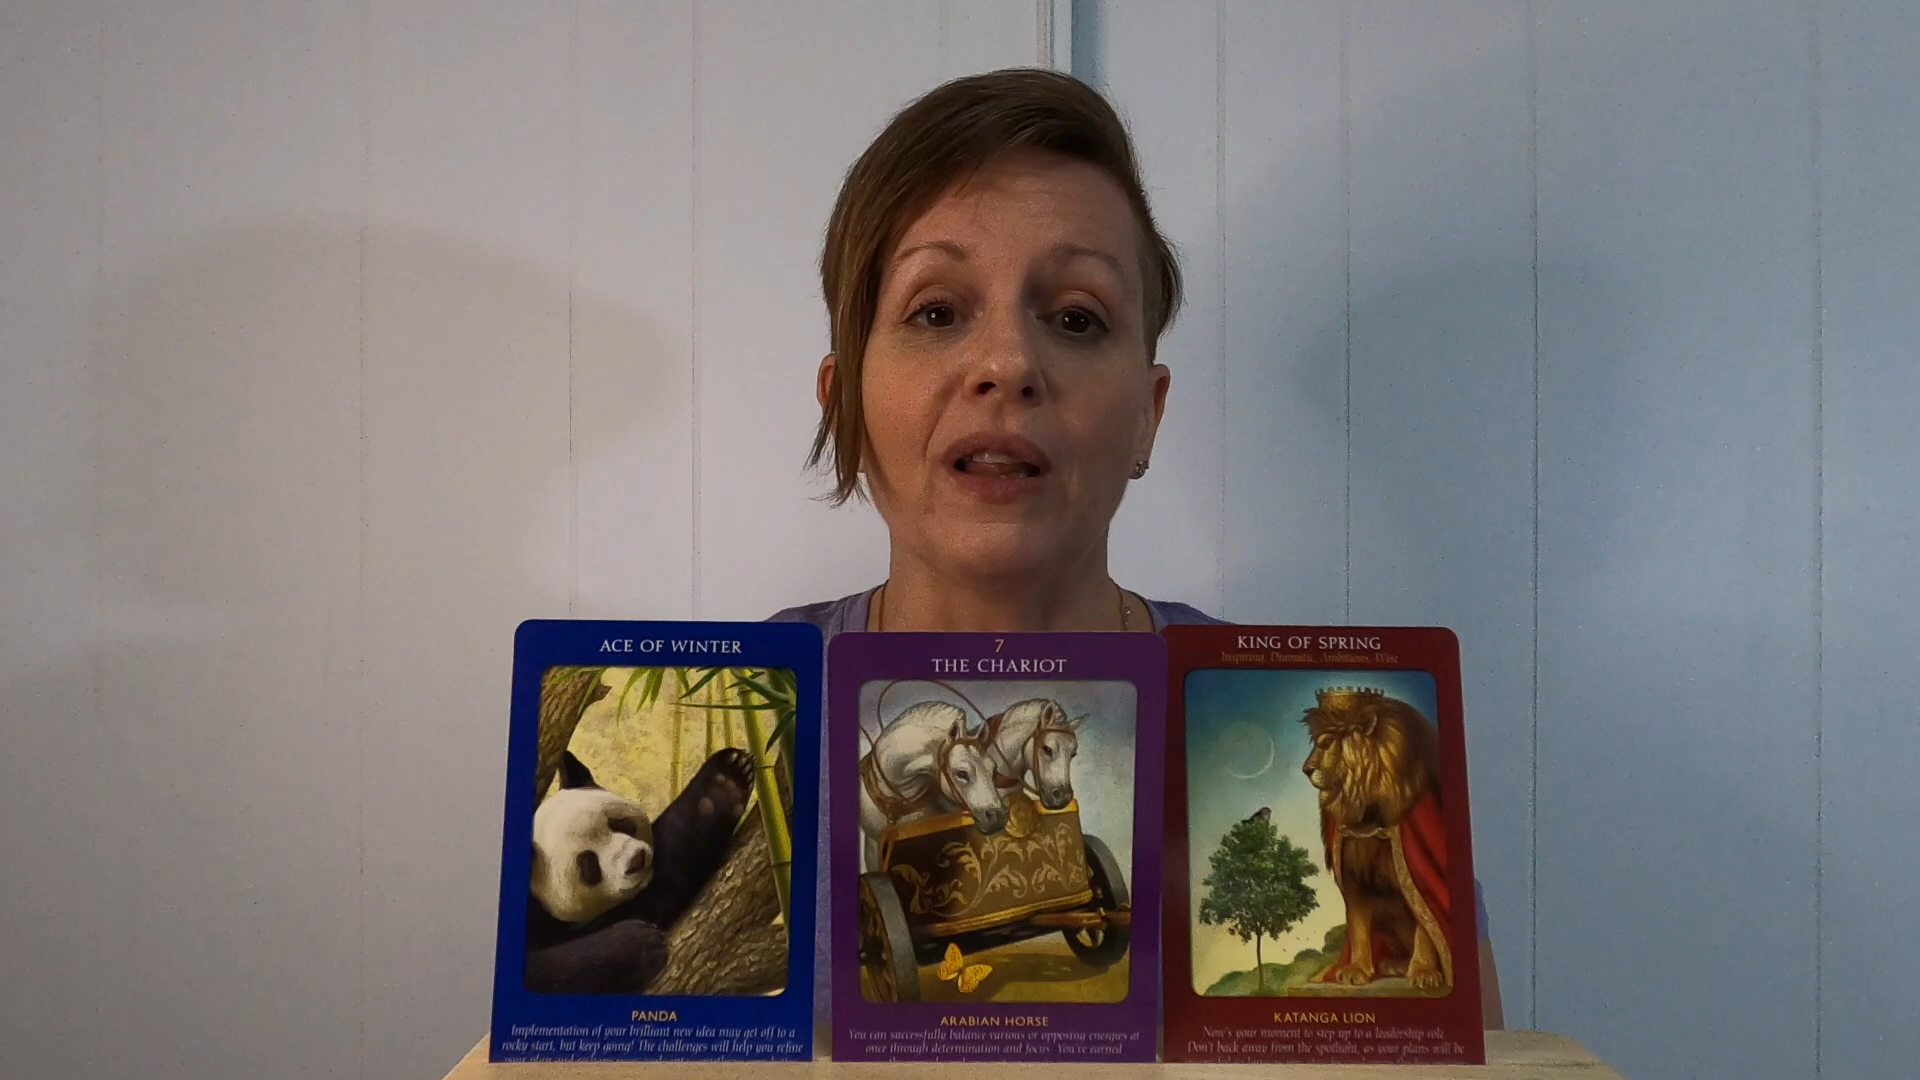 ACE OF WINTER
PANDA
Implementation of your brilliant new idea may get off to a
rocky start, but keep going! The challenges will help you refine
your plan and
7
THE CHARIOT
ARABIAN HORSE
You can successfully balance various or opposing energies at
once through determination and focus. You've earned
KING OF SPRING
Inspiring, Dramatic, Ambitious, Wise
KATANGA LION
Now's your moment to step up to a leadership role.
Don't back away from the spotlight, as your plans will be